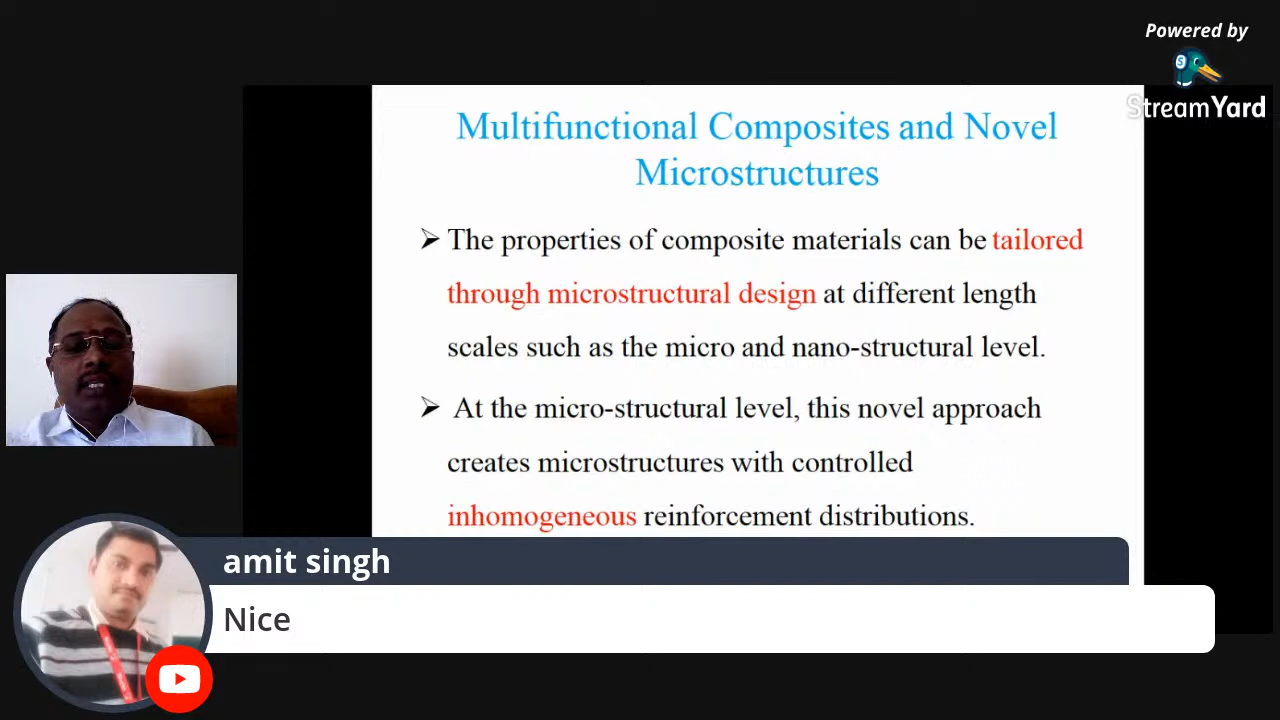 Powered by
StreamYard
Multifunctional Composites and Novel
Microstructures
➢ The properties of composite materials can be tailored
through microstructural design at different length
scales such as the micro and nano-structural level.
➢ At the micro-structural level, this novel approach
creates microstructures with controlled
inhomogeneous reinforcement distributions.
amit singh
Nice